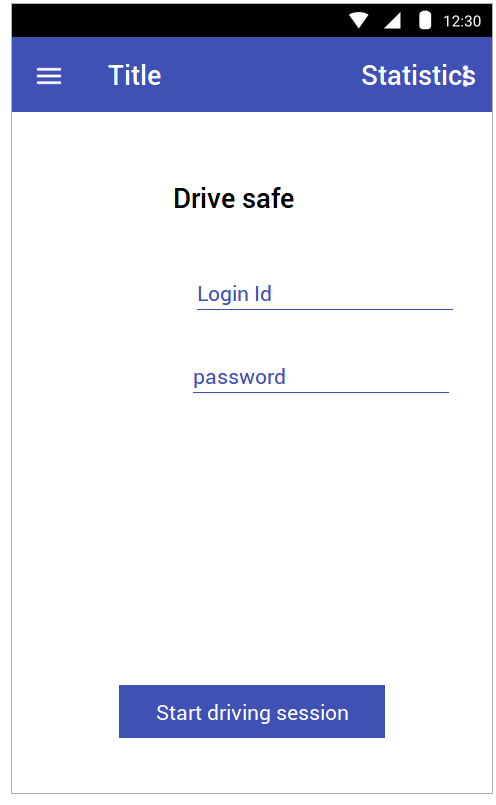 12:30
Title Statistics
Drive safe
Login Id
password
Start driving session